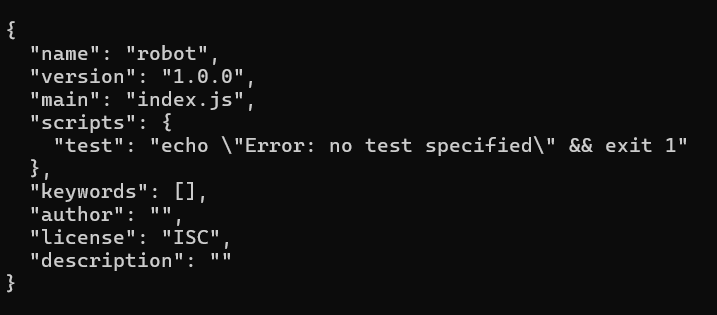 {
  "name": "robot",
  "version": "1.0.0",
  "main": "index.js",
  "scripts": {
    "test": "echo \"Error: no test specified\" && exit 1"
  },
  "keywords": [],
  "author": "",
  "license": "ISC",
  "description": ""
}